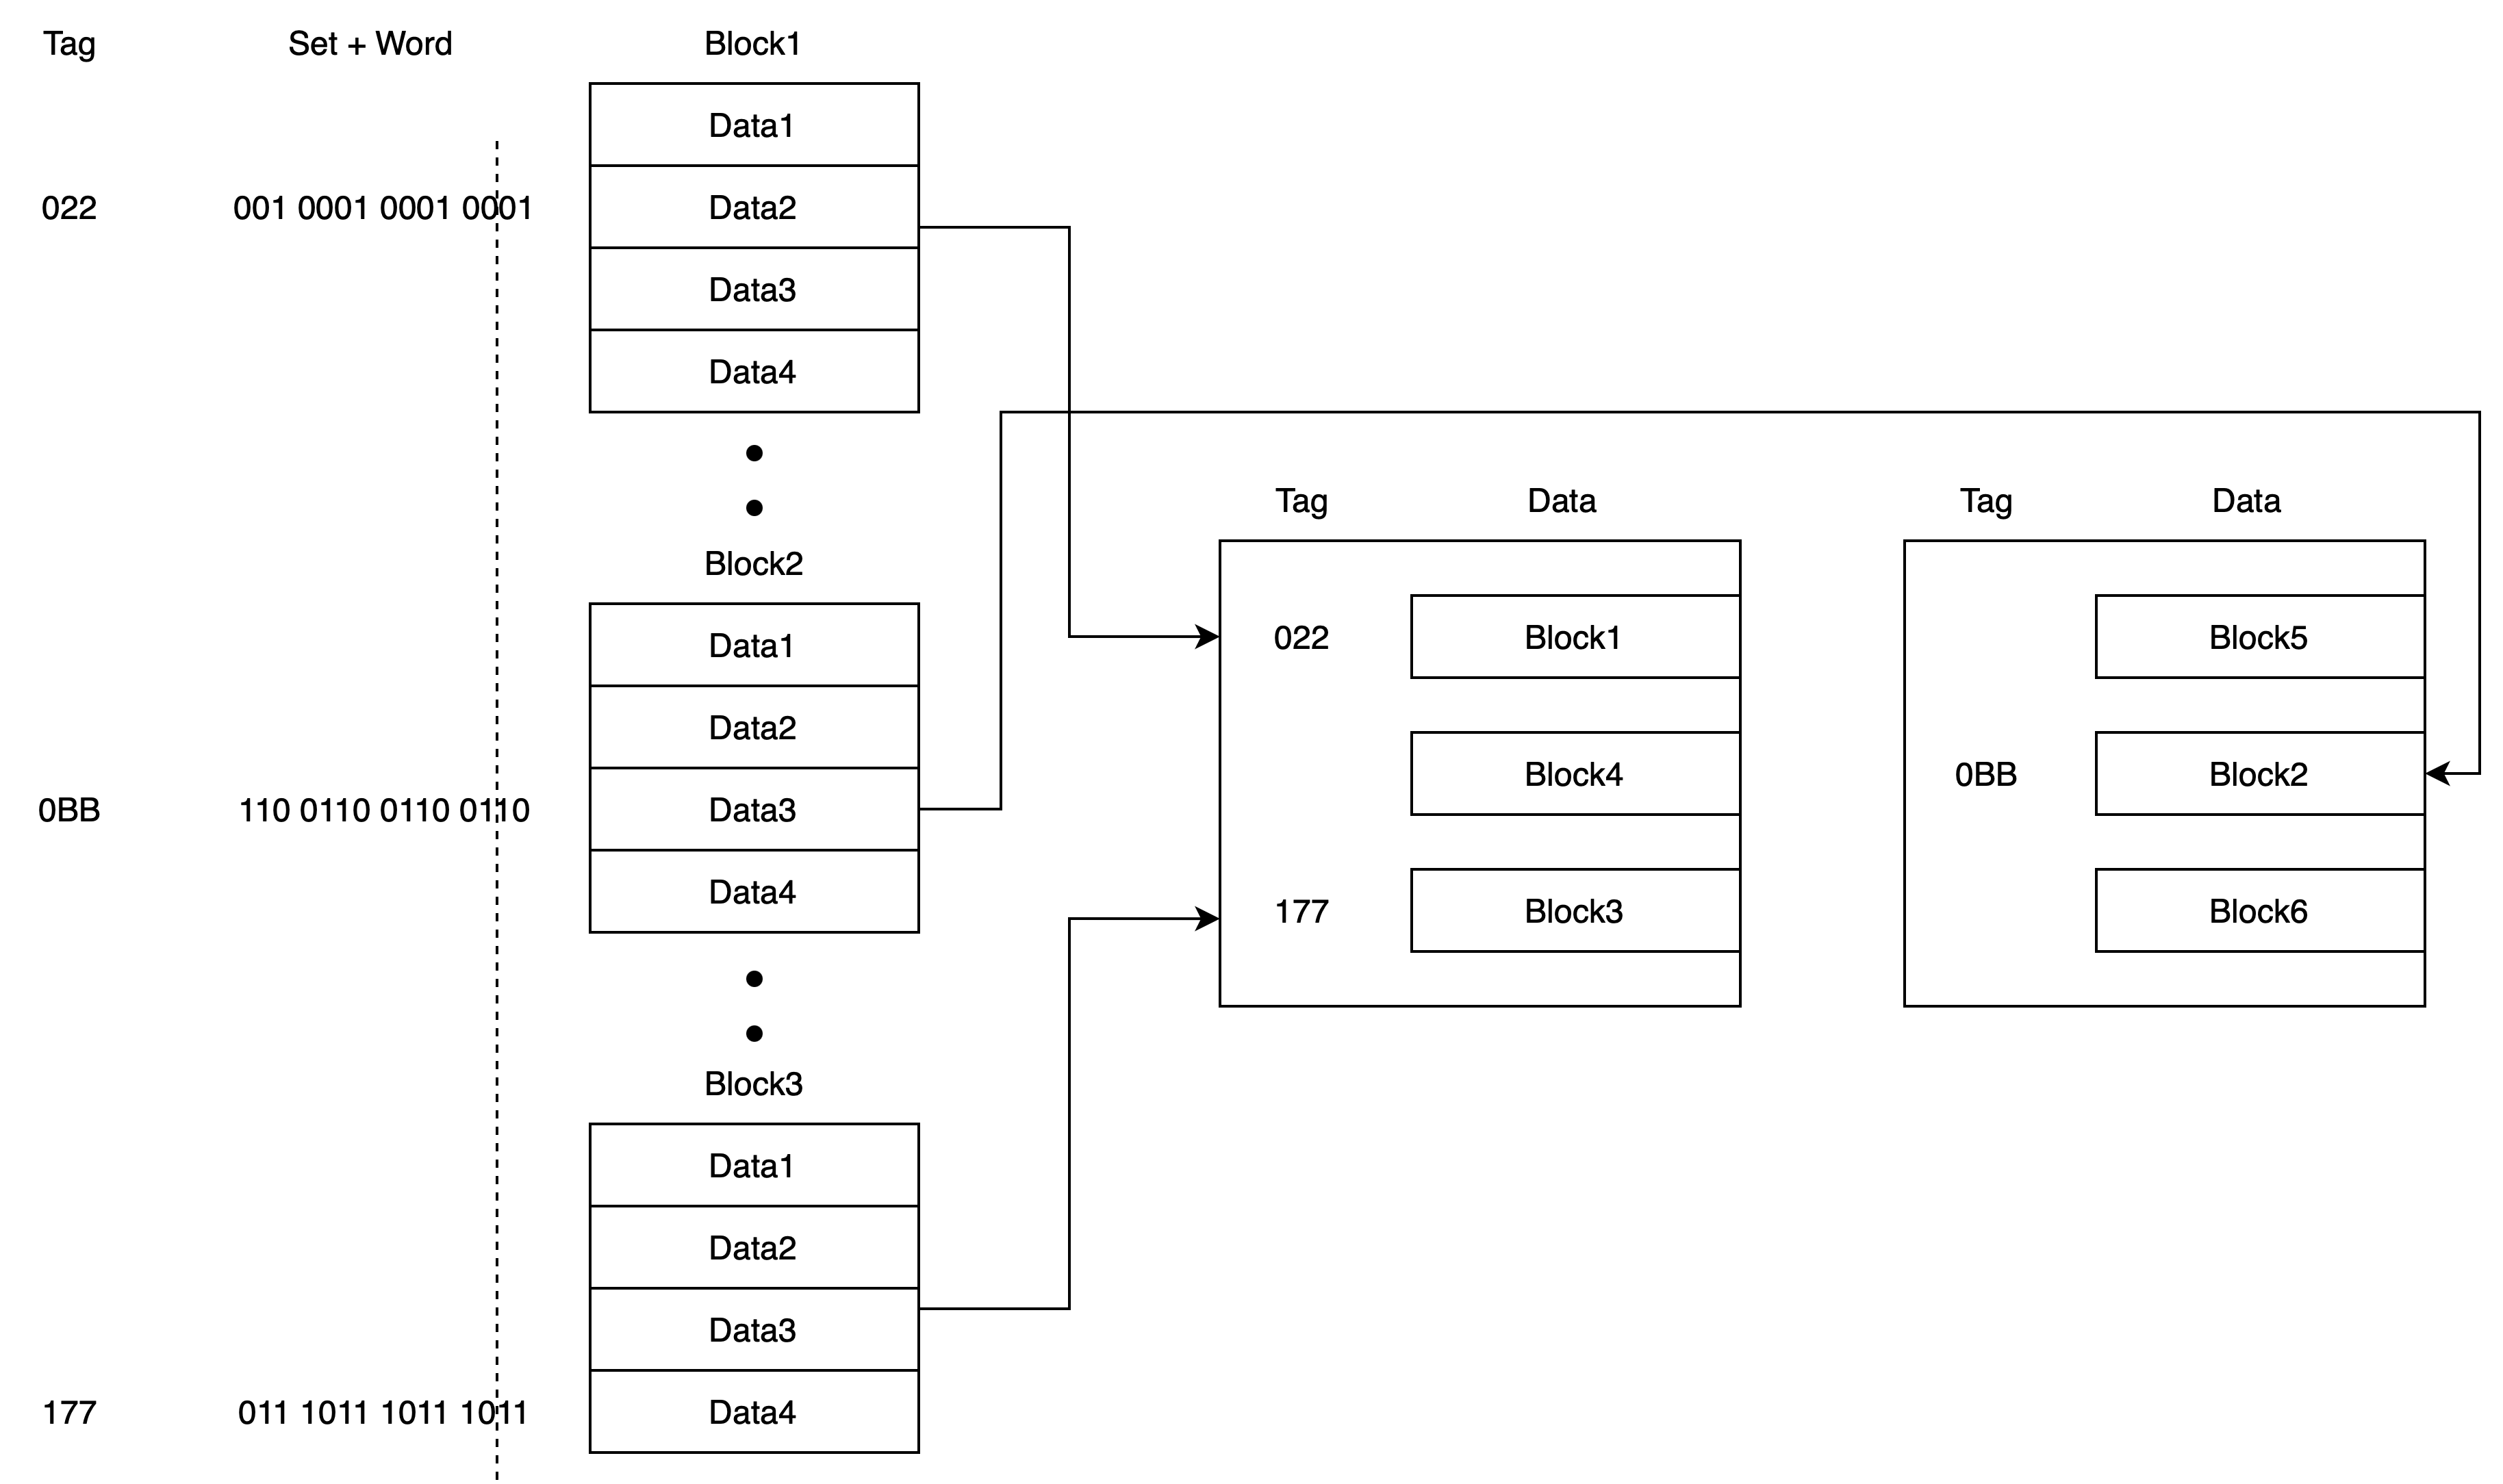 Tag Set + Word Block1
Data1
022 001 0001 0001 0001 Data2
Data3
Data4
Block2
Data1
Data2
0BB 110 0110 0110 0110 Data3
Data4
Block3
Data1
Data2
Data3
177 011 1011 1011 1011 Data4
Tag Data
022 Block1
Block4
177 Block3
Tag Data
Block5
0BB Block2
Block6